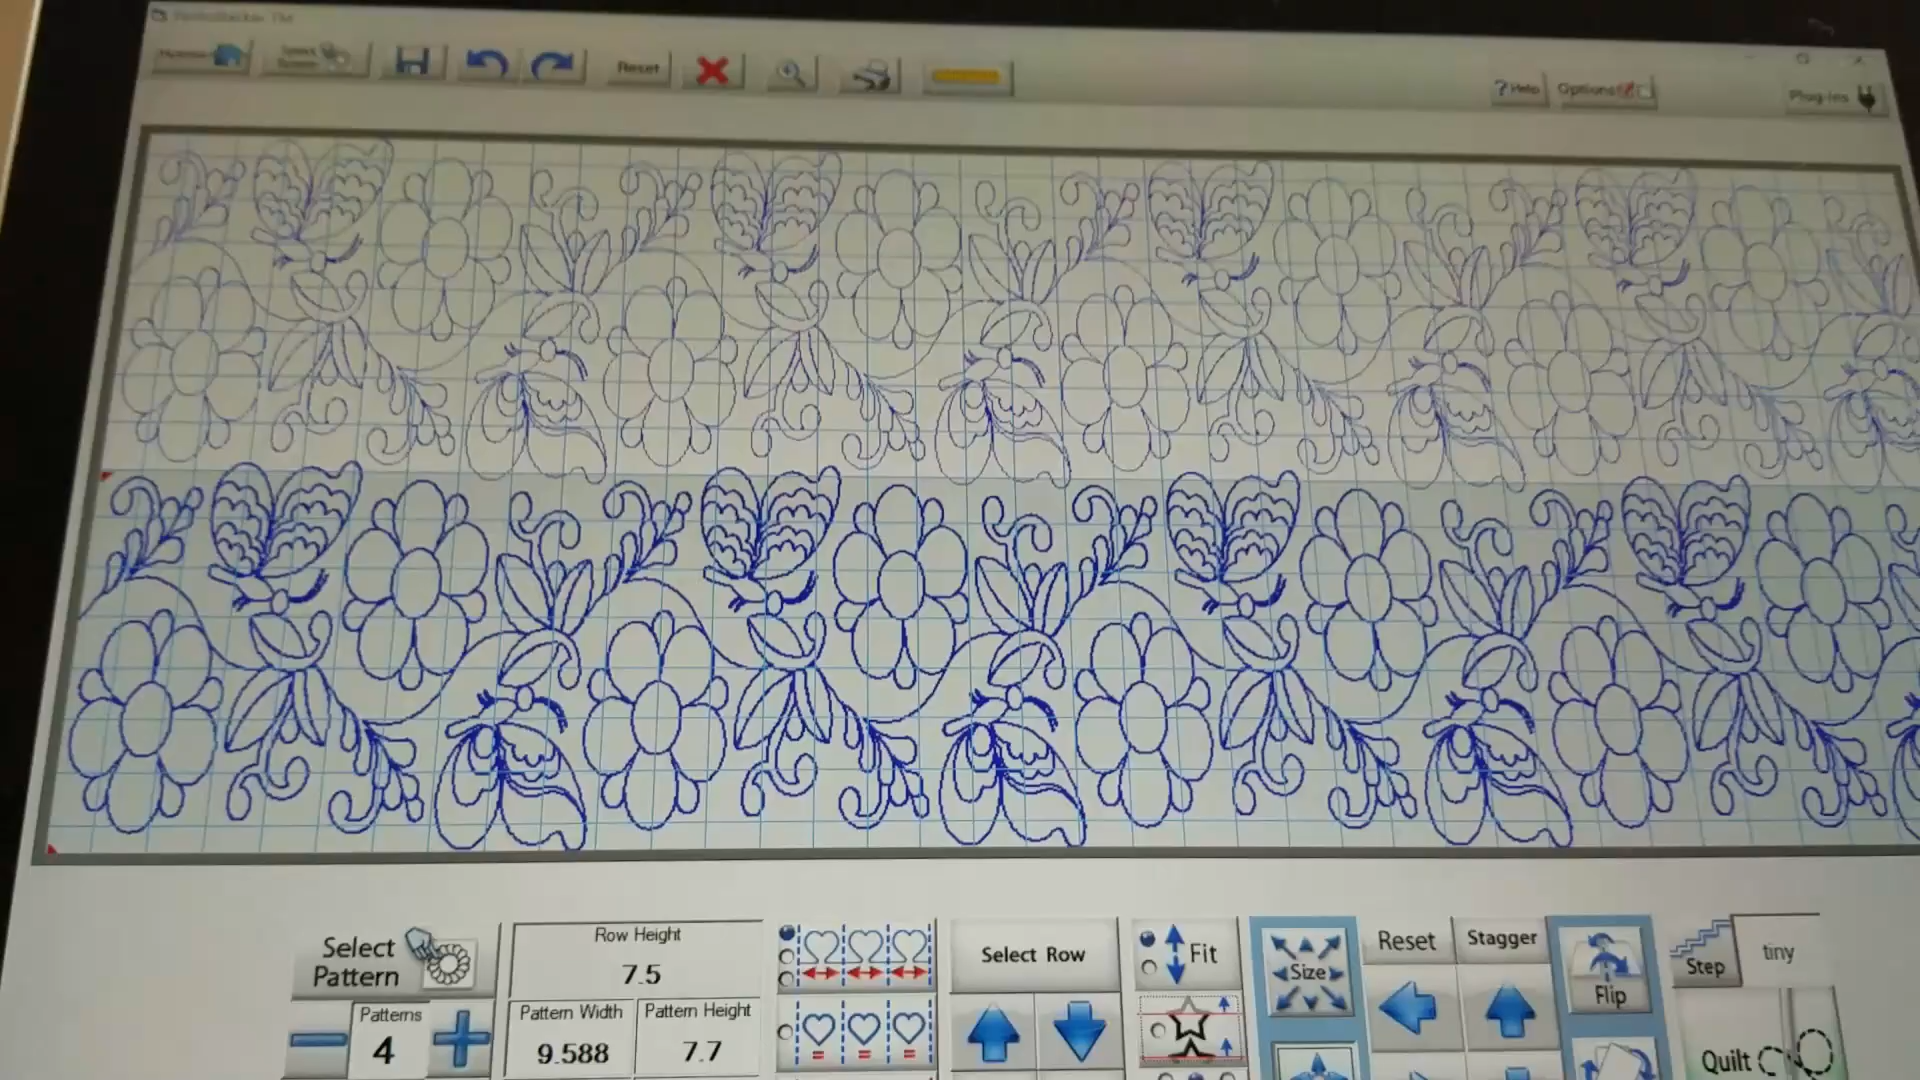 Reset
? Help
Options
Plug-ins
Select
Pattern
Patterns
4
Row Height
7.5
Pattern Width
9.588
Pattern Height
7.7
Select Row
Fit
Size
Reset
Stagger
Flip
Step
tiny
Quilt